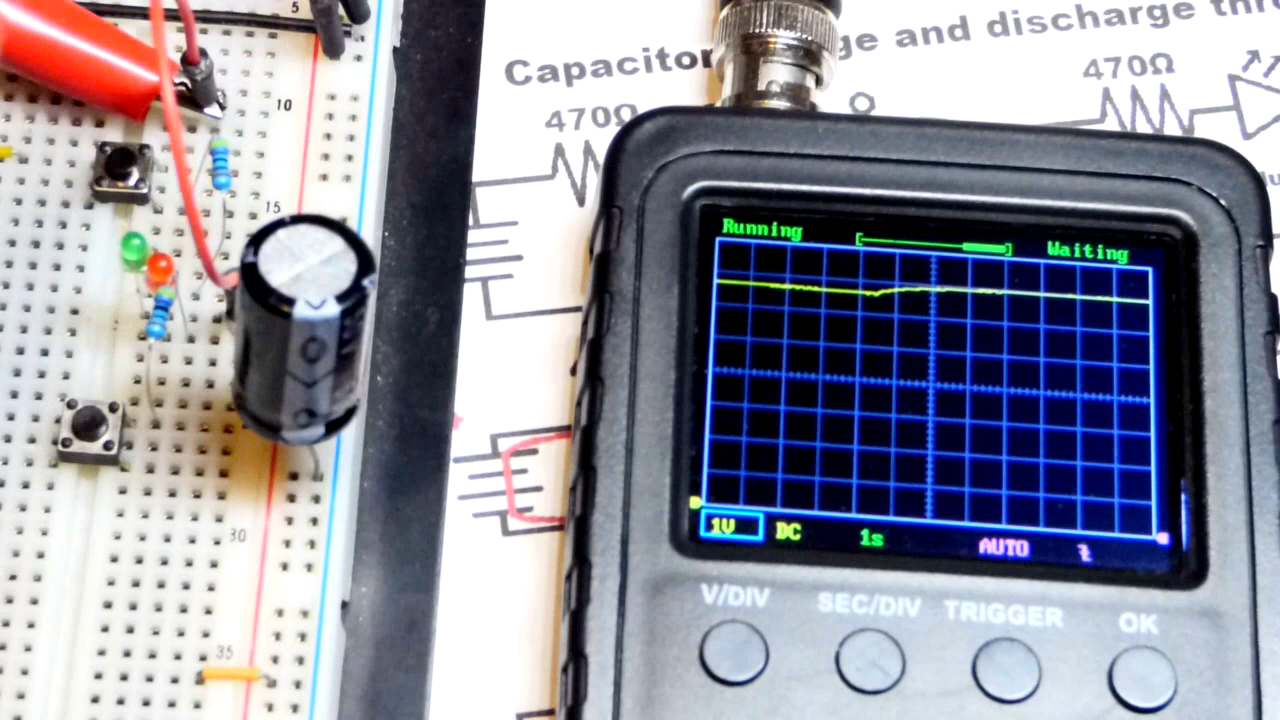 Capacitor ge and discharge thr
470Ω
470Ω
5
10
15
30
35
Running
Waiting
1V DC 1s AUTO
V/DIV SEC/DIV TRIGGER OK